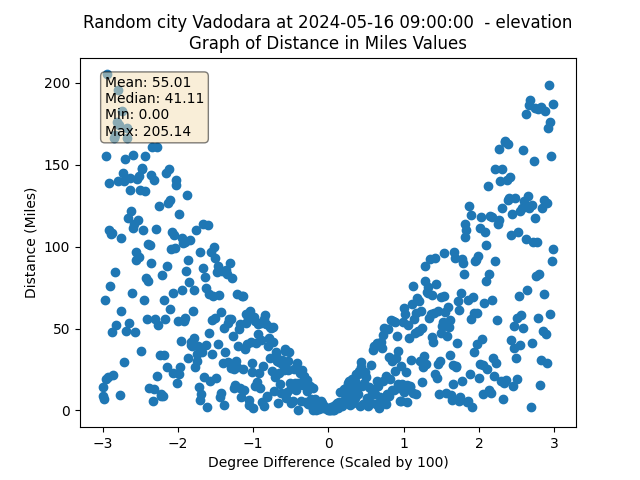 Random city Vadodara at 2024-05-16 09:00:00  - elevation
Graph of Distance in Miles Values
Mean: 55.01
Median: 41.11
Min: 0.00
Max: 205.14
200
150
100
50
0
Distance (Miles)
−3 −2 −1 0 1 2 3
Degree Difference (Scaled by 100)